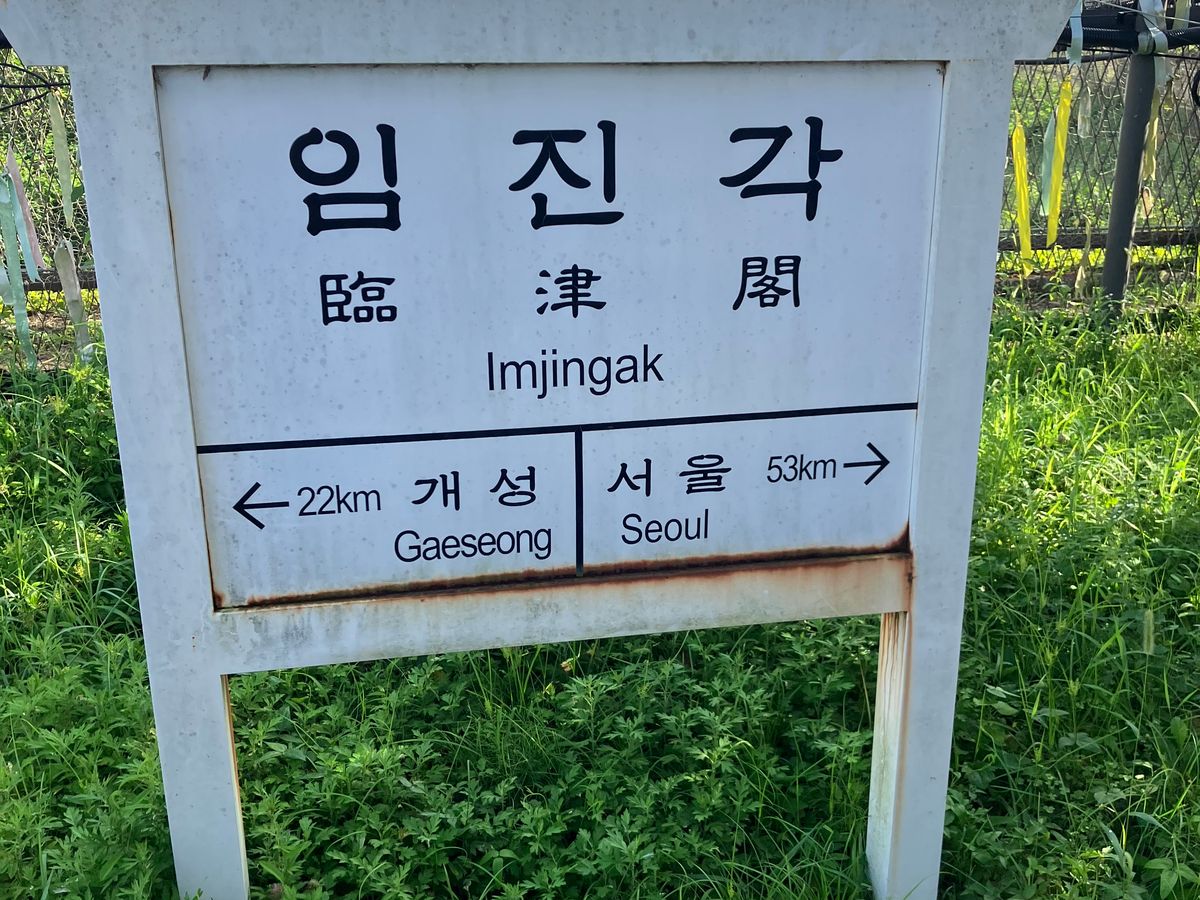 임진각
臨津閣
Imjingak
← 22km 개성
Gaeseong
서울 53km →
Seoul